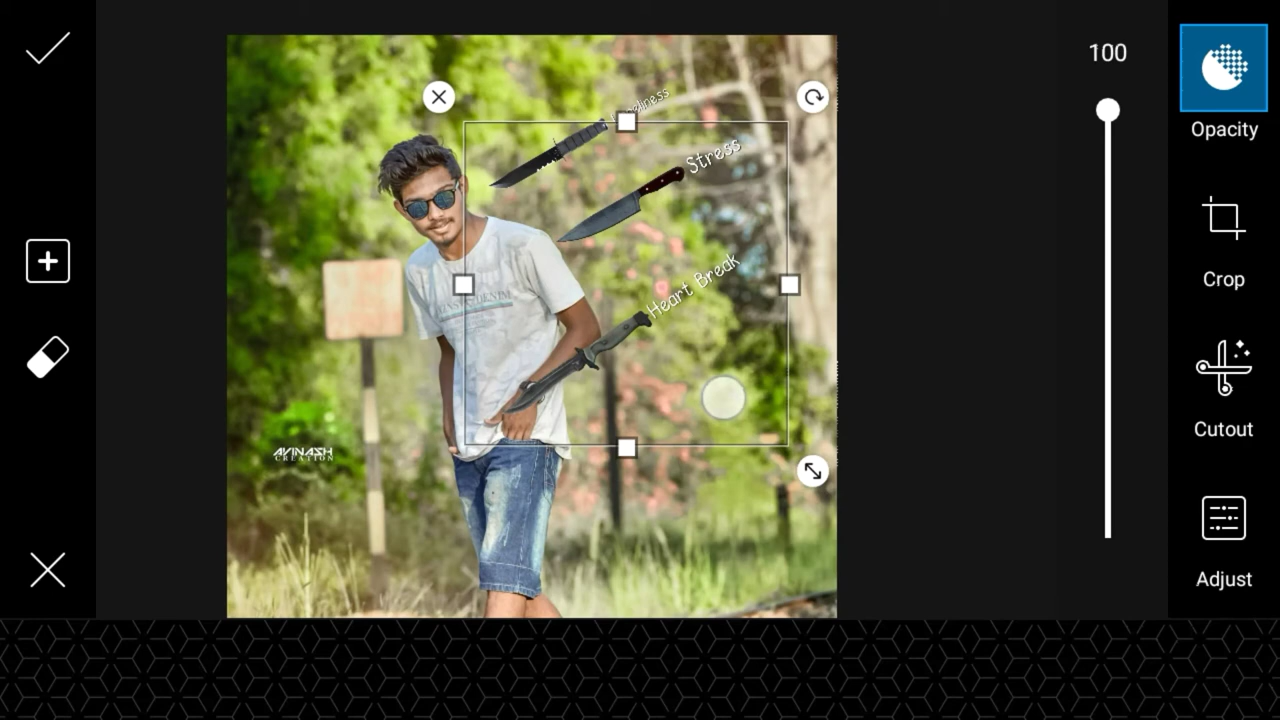 100
Opacity
Stress
Crop
Heart Break
Cutout
AVINASH
CREATION
Adjust